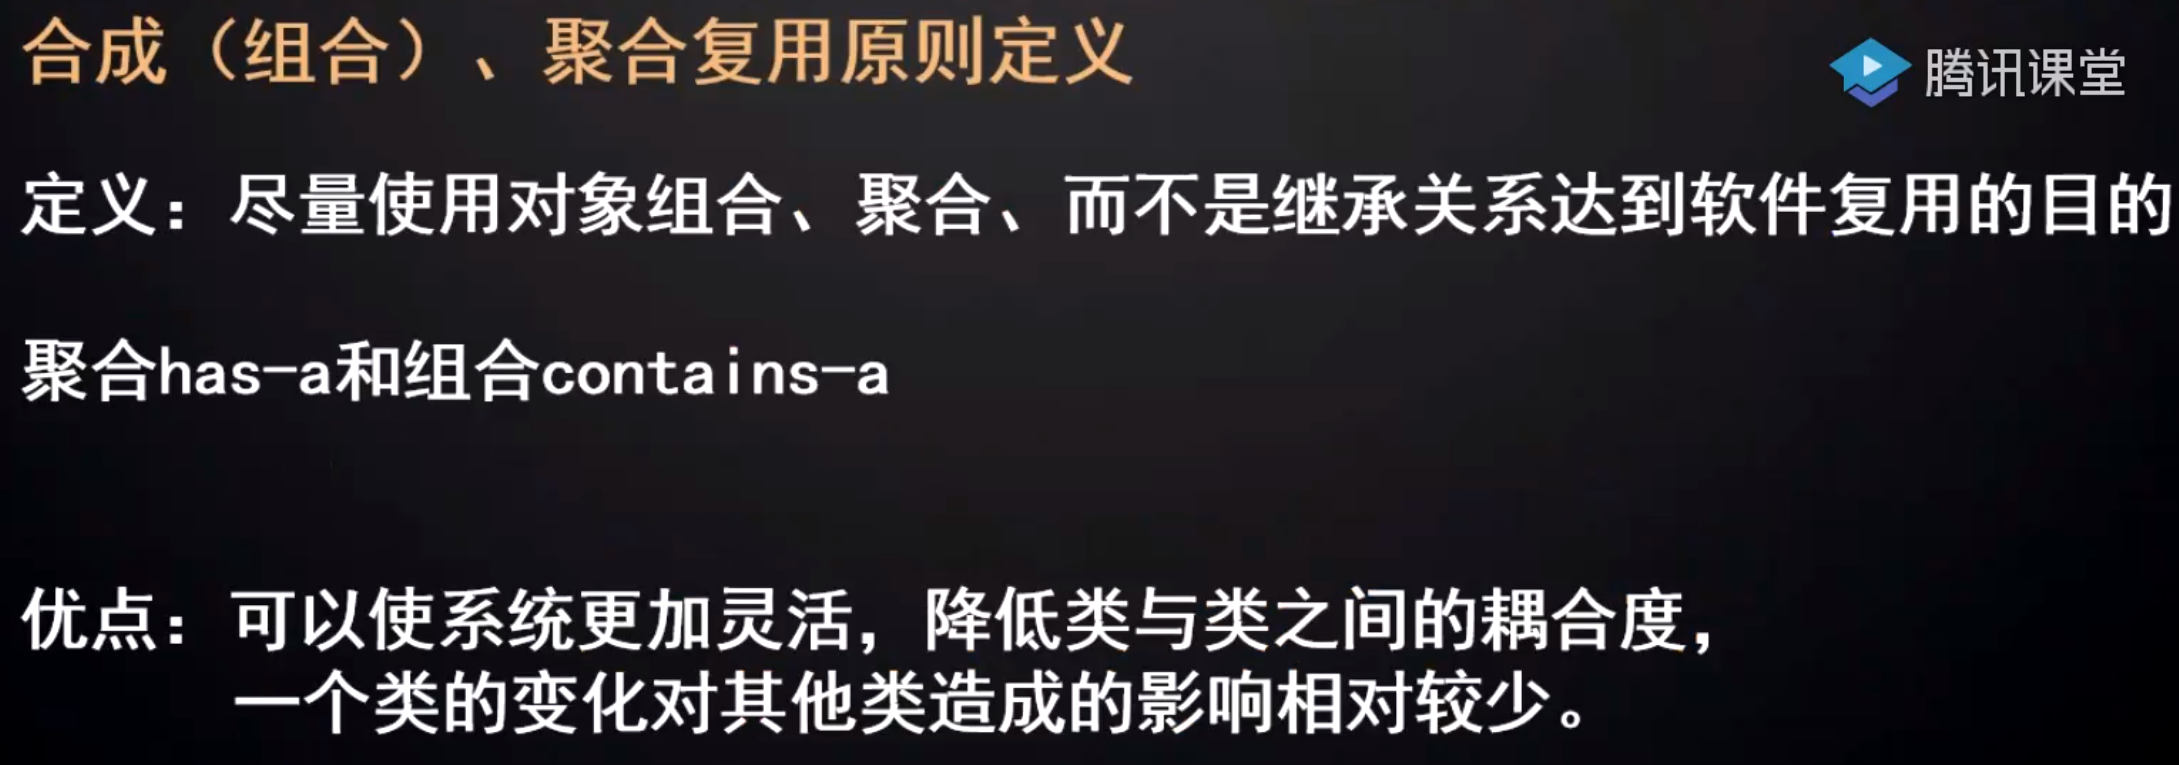 合成（组合）、聚合复用原则定义
腾讯课堂
定义：尽量使用对象组合、聚合、而不是继承关系达到软件复用的目的
聚合has-a和组合contains-a
优点：可以使系统更加灵活，降低类与类之间的耦合度，
一个类的变化对其他类造成的影响相对较少。